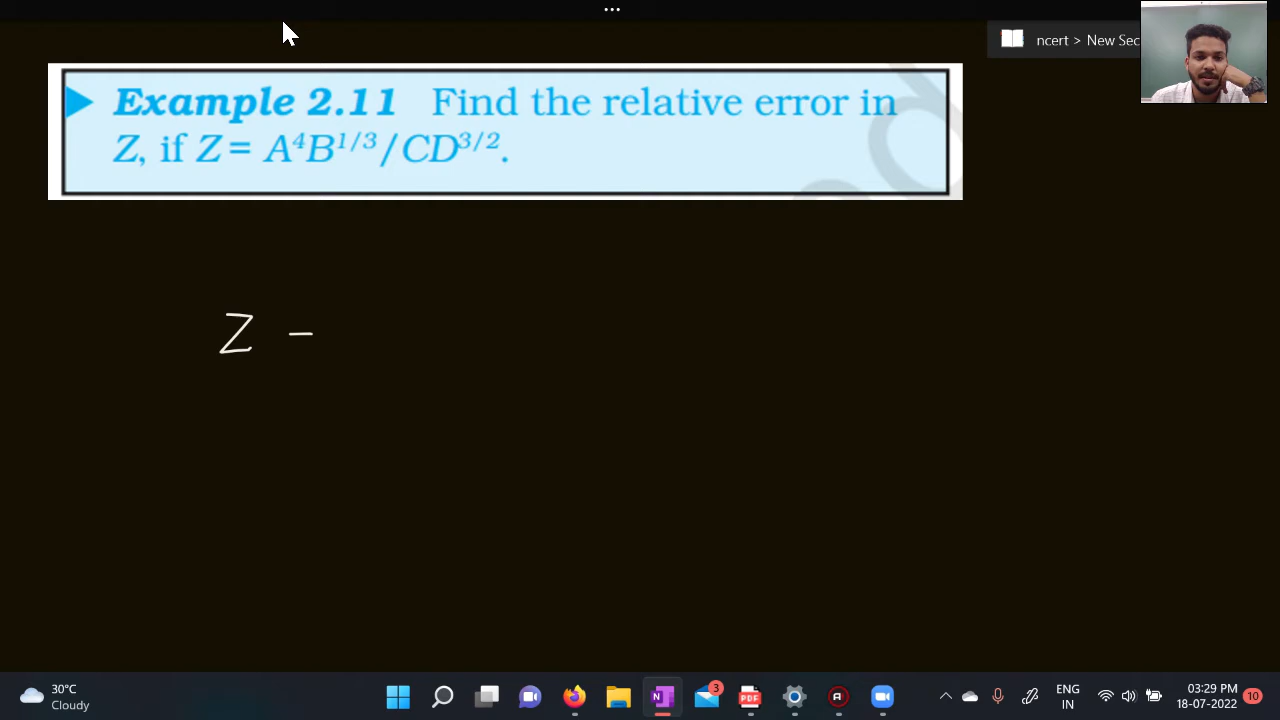 ...
ncert > New Sec
Example 2.11 Find the relative error in
Z, if Z = A⁴B¹/³/CD³/².
Z –
30°C
Cloudy
3
PDF
N
A
ENG
IN
03:29 PM
18-07-2022
10